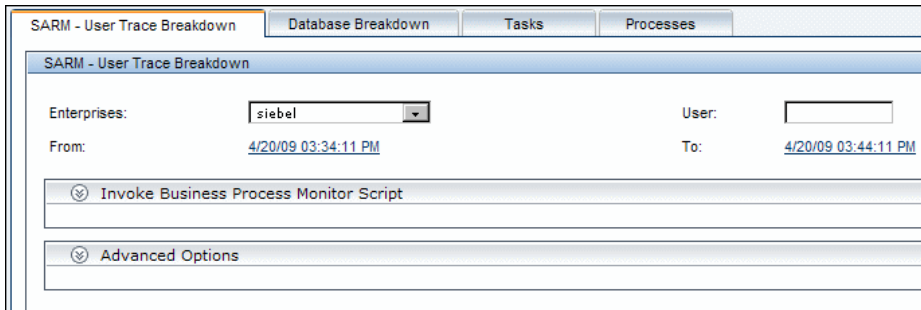 SARM - User Trace Breakdown Database Breakdown Tasks Processes
SARM - User Trace Breakdown
Enterprises: siebel User:
From: 4/20/09 03:34:11 PM To: 4/20/09 03:44:11 PM
Invoke Business Process Monitor Script
Advanced Options